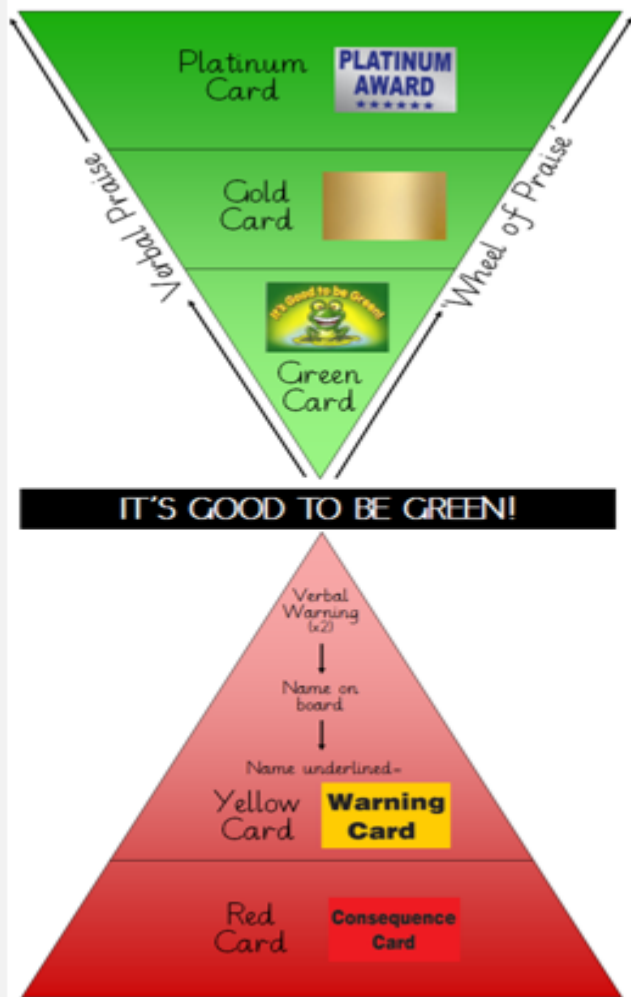 Platinum
Card
PLATINUM
AWARD
Verbal Praise
'Wheel of Praise'
Gold
Card
It's Good to be Green!
Green
Card
IT'S GOOD TO BE GREEN!
Verbal
Warning
(x2)
Name on
board
Name underlined-
Yellow
Card
Warning
Card
Red
Card
Consequence
Card